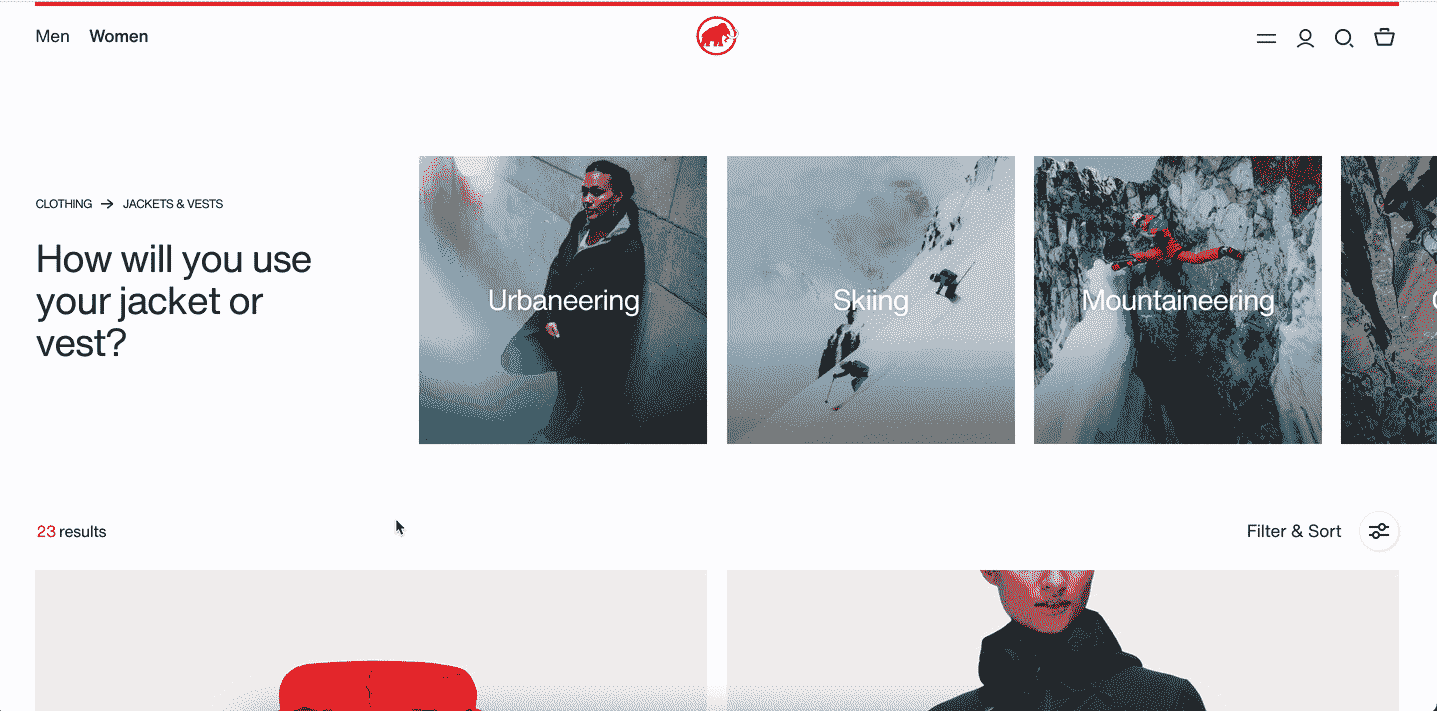 Men Women
CLOTHING → JACKETS & VESTS
How will you use
your jacket or
vest?
Urbaneering
Skiing
Mountaineering
23 results
Filter & Sort